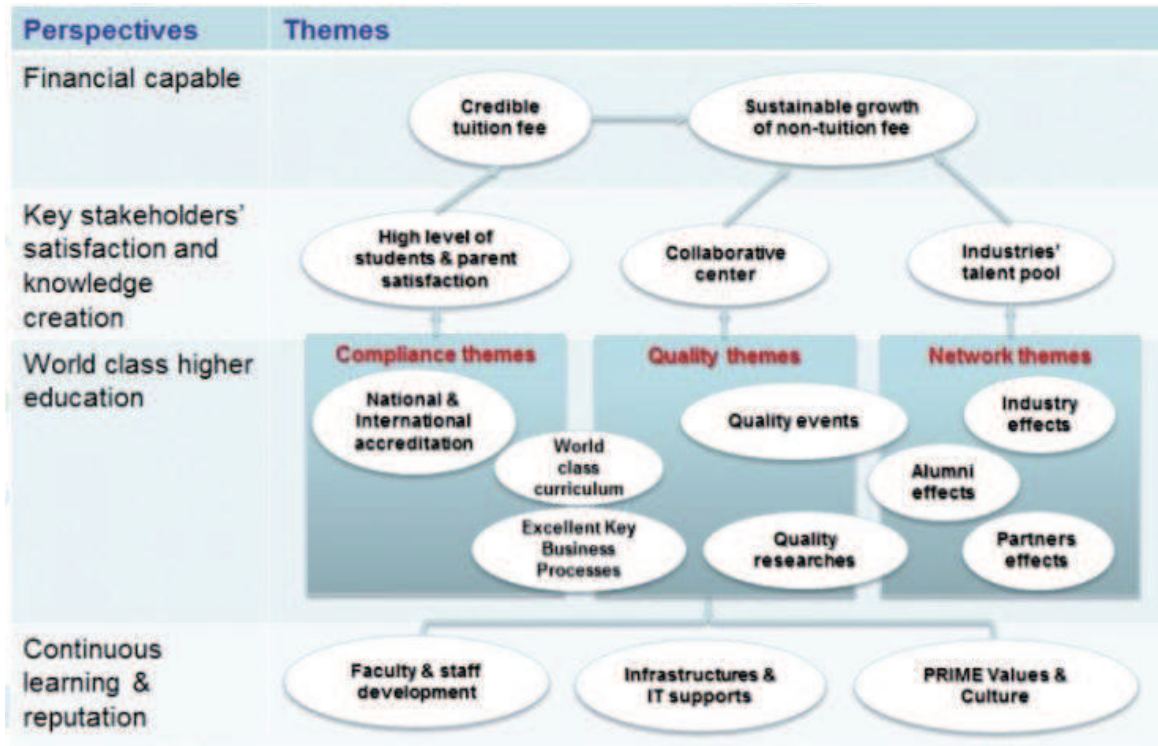 Perspectives
Themes
Financial capable
Credible
tuition fee
Sustainable growth
of non-tuition fee
Key stakeholders’
satisfaction and
knowledge
creation
High level of
students & parent
satisfaction
Collaborative
center
Industries’
talent pool
World class higher
education
Compliance themes
Quality themes
Network themes
National &
International
accreditation
World
class
curriculum
Excellent Key
Business
Processes
Quality events
Quality
researches
Industry
effects
Alumni
effects
Partners
effects
Continuous
learning &
reputation
Faculty & staff
development
Infrastructures &
IT supports
PRIME Values &
Culture